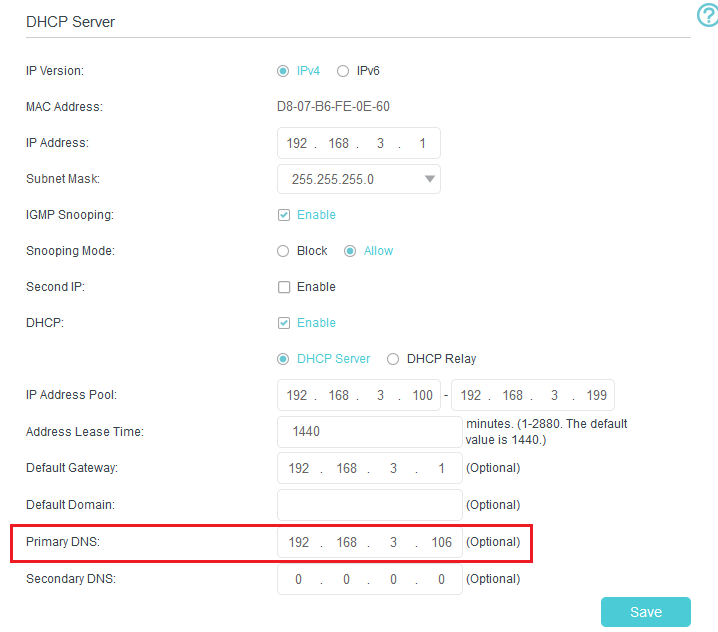 DHCP Server
?
IP Version: IPv4 IPv6
MAC Address: D8-07-B6-FE-0E-60
IP Address: 192 . 168 . 3 . 1
Subnet Mask: 255.255.255.0
IGMP Snooping: Enable
Snooping Mode: Block Allow
Second IP: Enable
DHCP: Enable
DHCP Server DHCP Relay
IP Address Pool: 192 . 168 . 3 . 100 - 192 . 168 . 3 . 199
Address Lease Time: 1440 minutes. (1-2880. The default
value is 1440.)
Default Gateway: 192 . 168 . 3 . 1 (Optional)
Default Domain: (Optional)
Primary DNS: 192 . 168 . 3 . 106 (Optional)
Secondary DNS: 0 . 0 . 0 . 0 (Optional)
Save